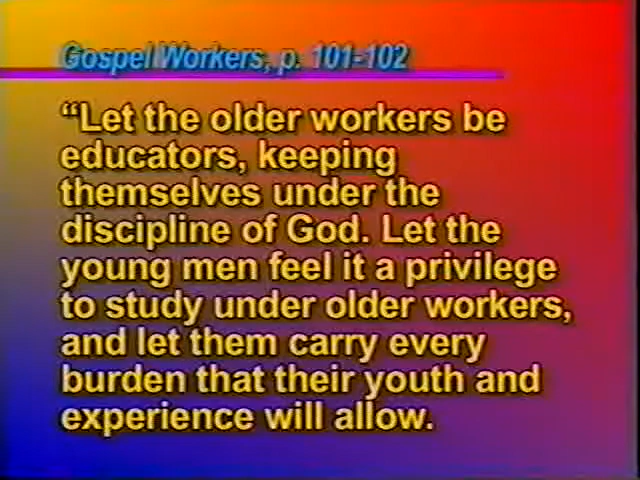 Gospel Workers, p. 101-102
“Let the older workers be
educators, keeping
themselves under the
discipline of God. Let the
young men feel it a privilege
to study under older workers,
and let them carry every
burden that their youth and
experience will allow.